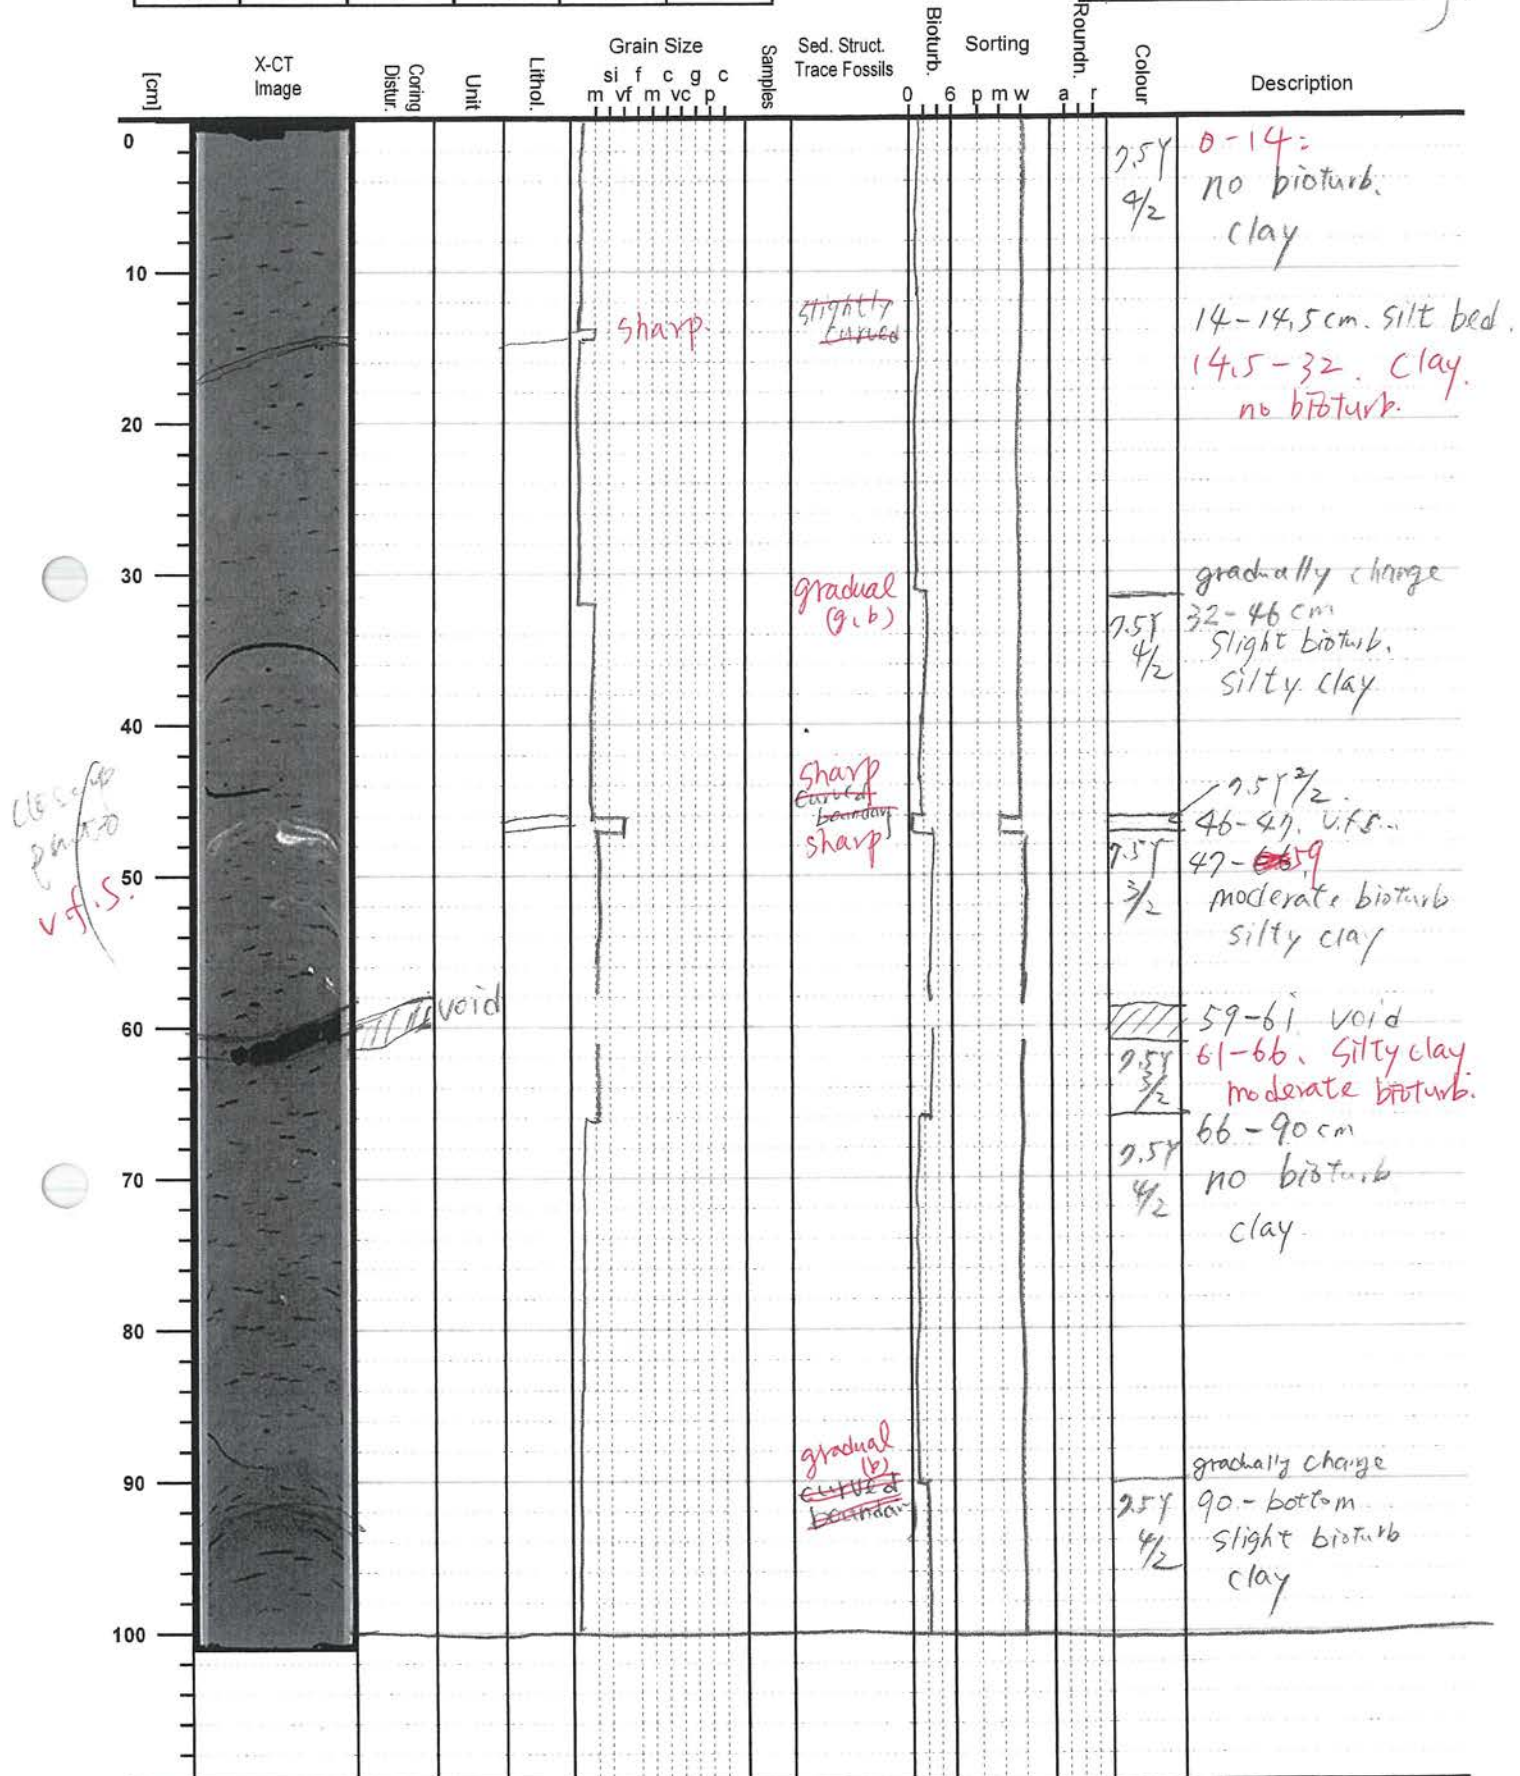 [cm]
X-CT
Image
Coring
Distur.
Unit
Lithol.
Grain Size
si f c g c
m vf m vc p
Samples
Sed. Struct.
Trace Fossils
Bioturb.
0 6
Sorting
p m w
Roundn.
a r
Colour
Description
0
7.5Y
4/2
0-14:
no bioturb.
clay
10
sharp.
slightly
curved
14-14.5 cm. silt bed.
14.5-32. clay.
no bioturb.
20
30
gradual
(g, b)
gradually change
7.5Y
4/2
32-46 cm
slight bioturb.
silty clay
40
sharp
curved
boundary
sharp
7.5Y 2/2.
46-47. v.f.s..
v.f.s.
50
7.5Y
3/2
47-59
moderate bioturb
silty clay
60
void
59-61 void
7.5Y
3/2
61-66. silty clay
moderate bioturb.
7.5Y
4/2
66-90 cm
no bioturb
clay.
70
80
90
gradual
(b)
curved
boundar
gradually change
7.5Y
4/2
90-bottom
slight bioturb
clay
100